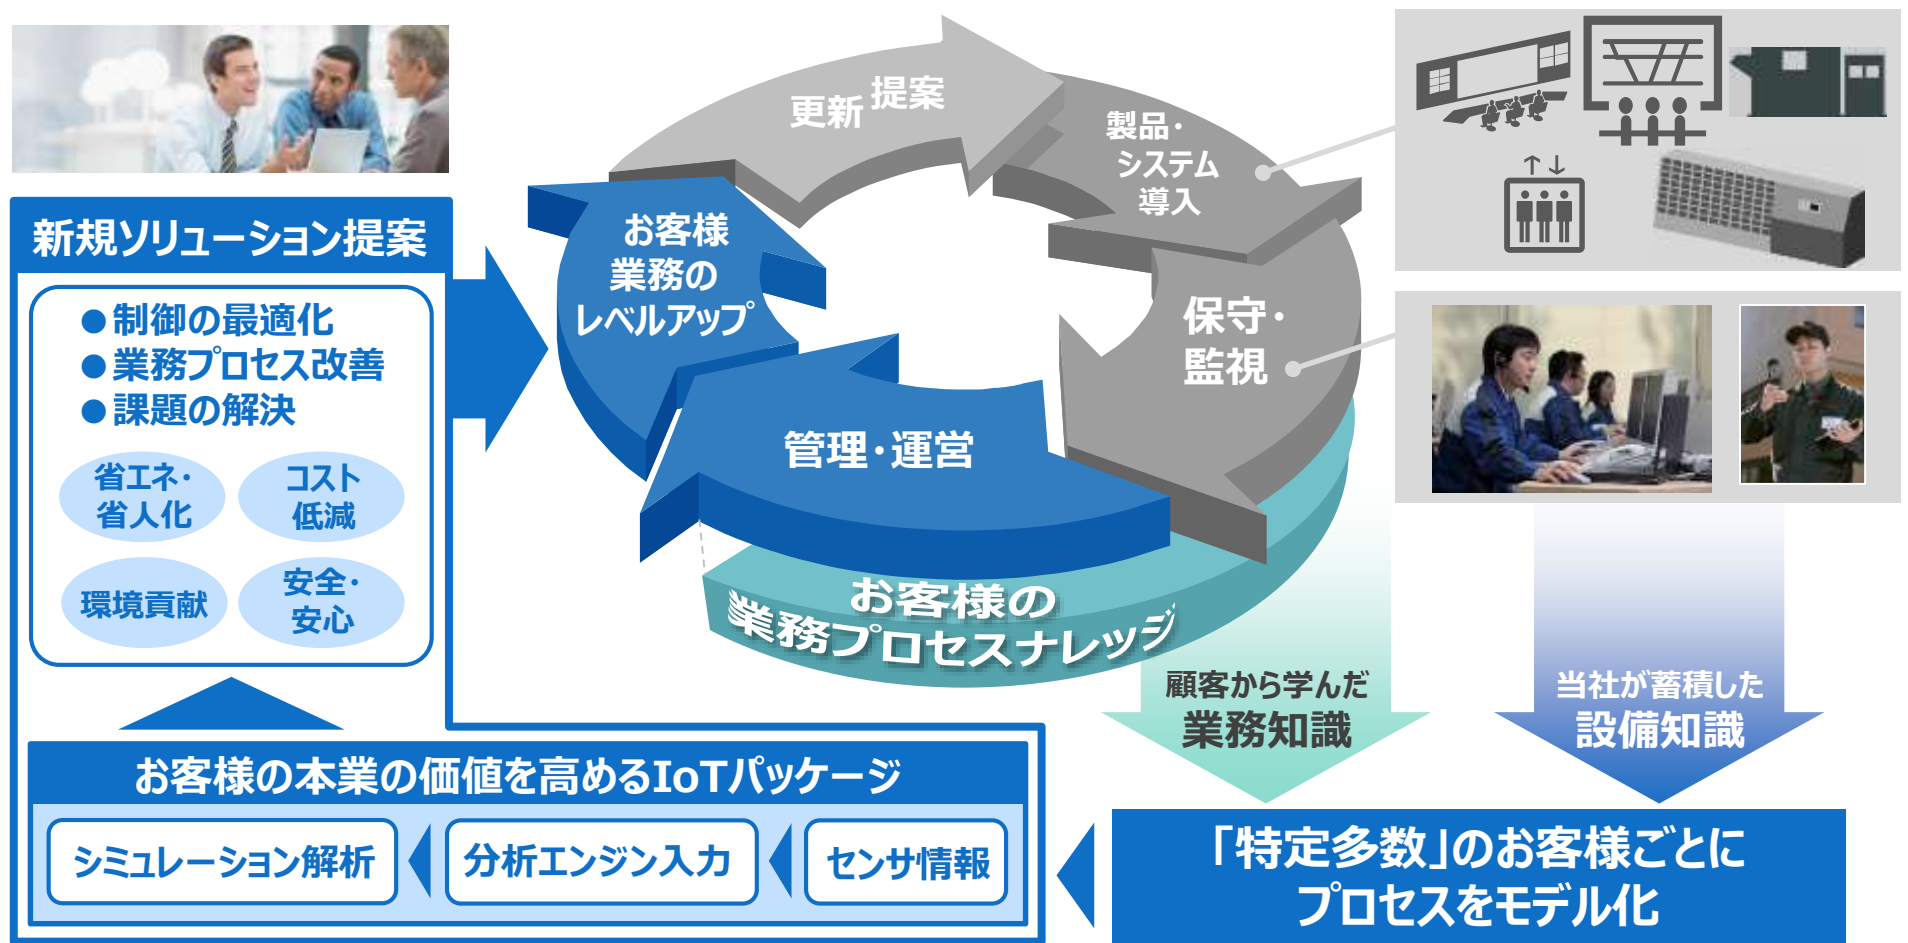 更新 提案
製品・
システム
導入
保守・
監視
管理・運営
お客様
業務の
レベルアップ
お客様の
業務プロセスナレッジ
新規ソリューション提案
●制御の最適化
●業務プロセス改善
●課題の解決
省エネ・
省人化
コスト
低減
環境貢献
安全・
安心
顧客から学んだ
業務知識
当社が蓄積した
設備知識
お客様の本業の価値を高めるIoTパッケージ
シミュレーション解析
分析エンジン入力
センサ情報
「特定多数」のお客様ごとに
プロセスをモデル化